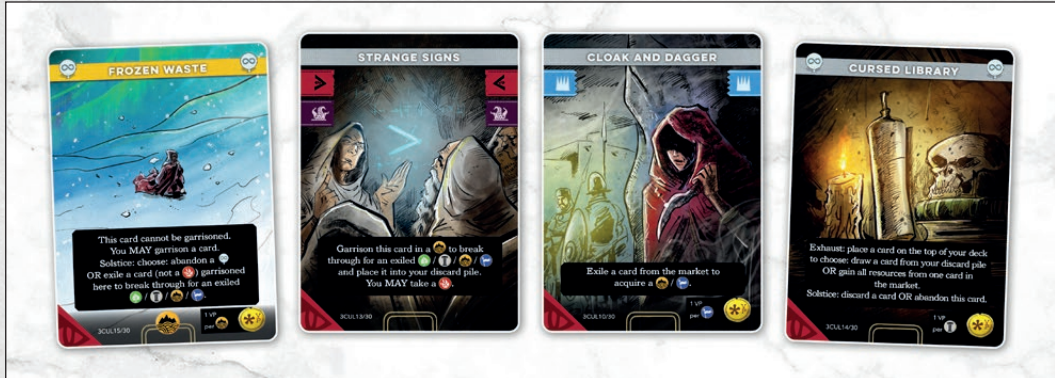 FROZEN WASTE
This card cannot be garrisoned.
You MAY garrison a card.
Solstice: choose: abandon a
OR exile a card (not a ) garrisoned
here to break through for an exiled
/ / /
3CUL15/30
1 VP
per
STRANGE SIGNS
Garrison this card in a to break
through for an exiled / / /
and place it into your discard pile.
You MAY take a .
3CUL13/30
CLOAK AND DAGGER
Exile a card from the market to
acquire a / .
3CUL10/30
1 VP
per
CURSED LIBRARY
Exhaust: place a card on the top of your deck
to choose: draw a card from your discard pile
OR gain all resources from one card in
the market.
Solstice: discard a card OR abandon this card.
3CUL14/30
1 VP
per